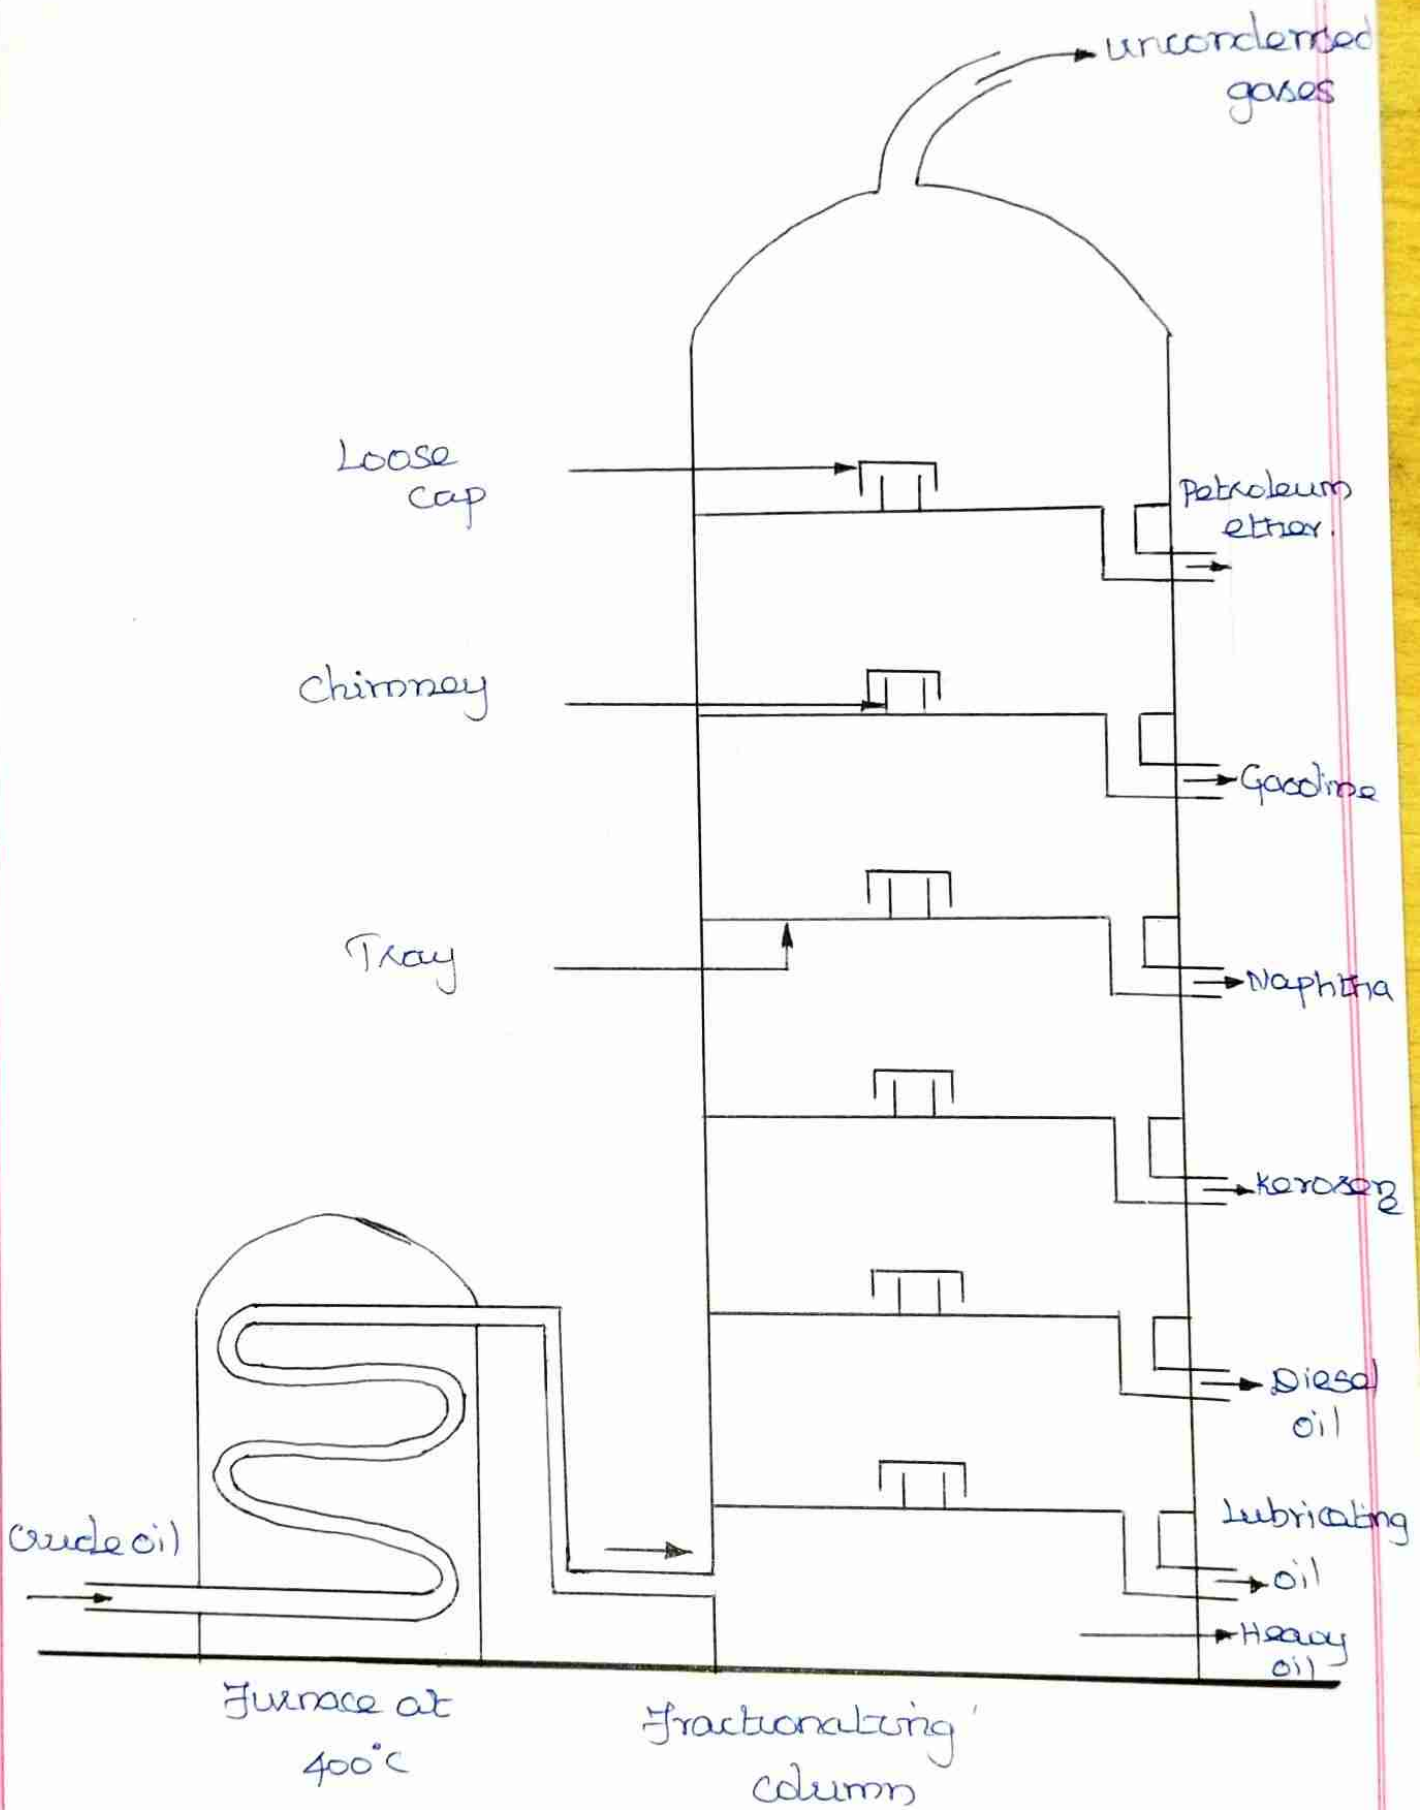 uncondensed
gases
Loose
cap
Petroleum
ether.
Chimney
Gasoline
Tray
Naphtha
Kerosene
Diesel
oil
Lubricating
oil
Crude oil
Heavy
oil
Furnace at
400°C
Fractionating
column